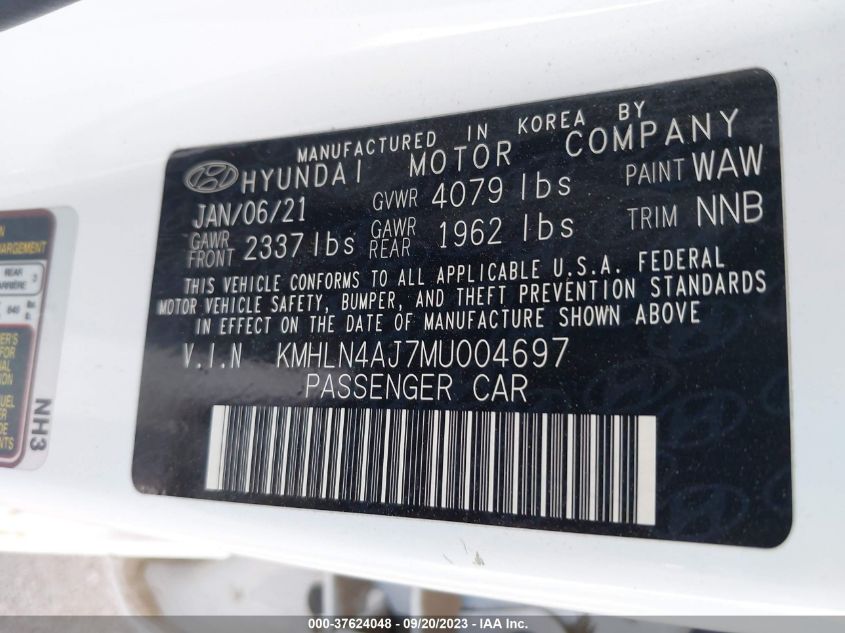 MANUFACTURED IN KOREA BY
HYUNDAI MOTOR COMPANY
JAN/06/21 GVWR 4079 lbs PAINT WAW
GAWR FRONT 2337 lbs GAWR REAR 1962 lbs TRIM NNB
THIS VEHICLE CONFORMS TO ALL APPLICABLE U.S.A. FEDERAL
MOTOR VEHICLE SAFETY, BUMPER, AND THEFT PREVENTION STANDARDS
IN EFFECT ON THE DATE OF MANUFACTURE SHOWN ABOVE
V.I.N KMHLN4AJ7MU004697
PASSENGER CAR
REAR 3
NH3
000-37624048 - 09/20/2023 - IAA Inc.